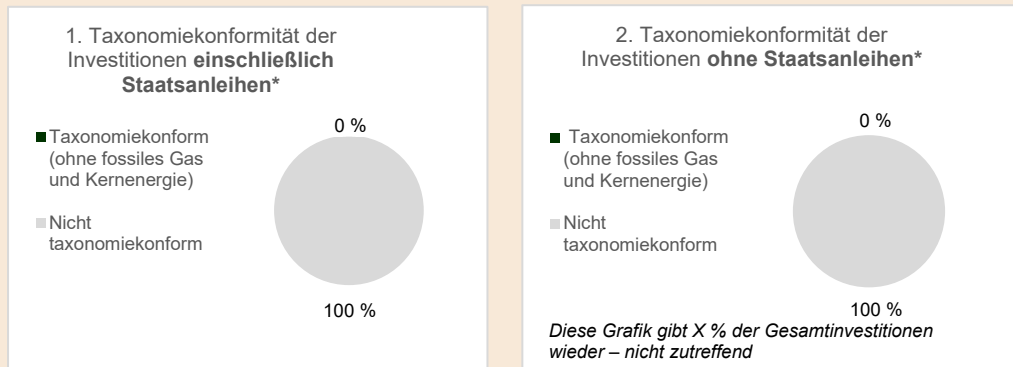 1. Taxonomiekonformität der
Investitionen einschließlich
Staatsanleihen*
Taxonomiekonform
(ohne fossiles Gas
und Kernenergie)
Nicht
taxonomiekonform
0 %
100 %
2. Taxonomiekonformität der
Investitionen ohne Staatsanleihen*
Taxonomiekonform
(ohne fossiles Gas
und Kernenergie)
Nicht
taxonomiekonform
0 %
100 %
Diese Grafik gibt X % der Gesamtinvestitionen
wieder – nicht zutreffend